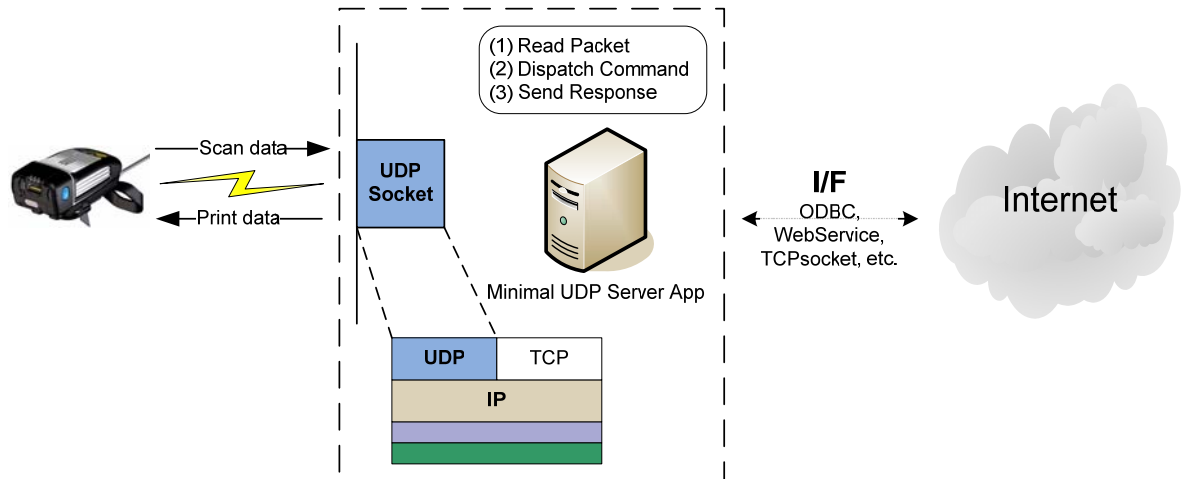 (1) Read Packet
(2) Dispatch Command
(3) Send Response
Scan data
Print data
UDP
Socket
Minimal UDP Server App
I/F
ODBC,
WebService,
TCPsocket, etc.
Internet
UDP
TCP
IP